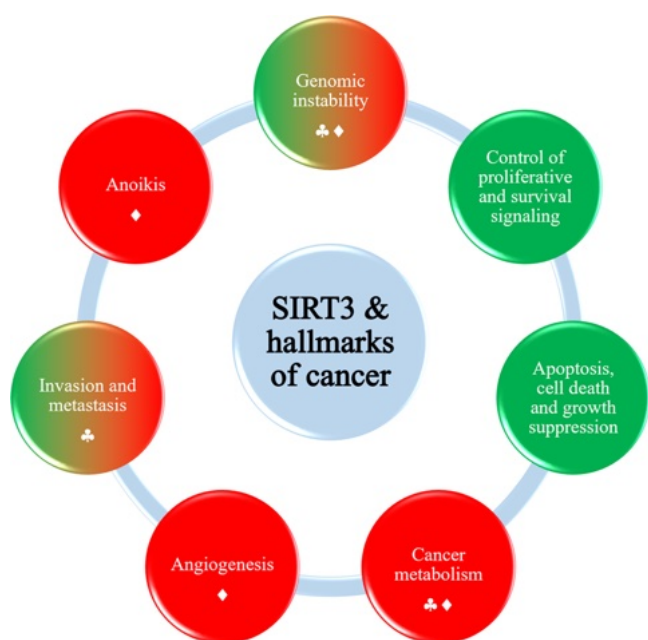 Genomic
instability
♣♦
Control of
proliferative
and survival
signaling
Apoptosis,
cell death
and growth
suppression
Cancer
metabolism
♣♦
Angiogenesis
♦
Invasion and
metastasis
♣
Anoikis
♦
SIRT3 &
hallmarks
of cancer